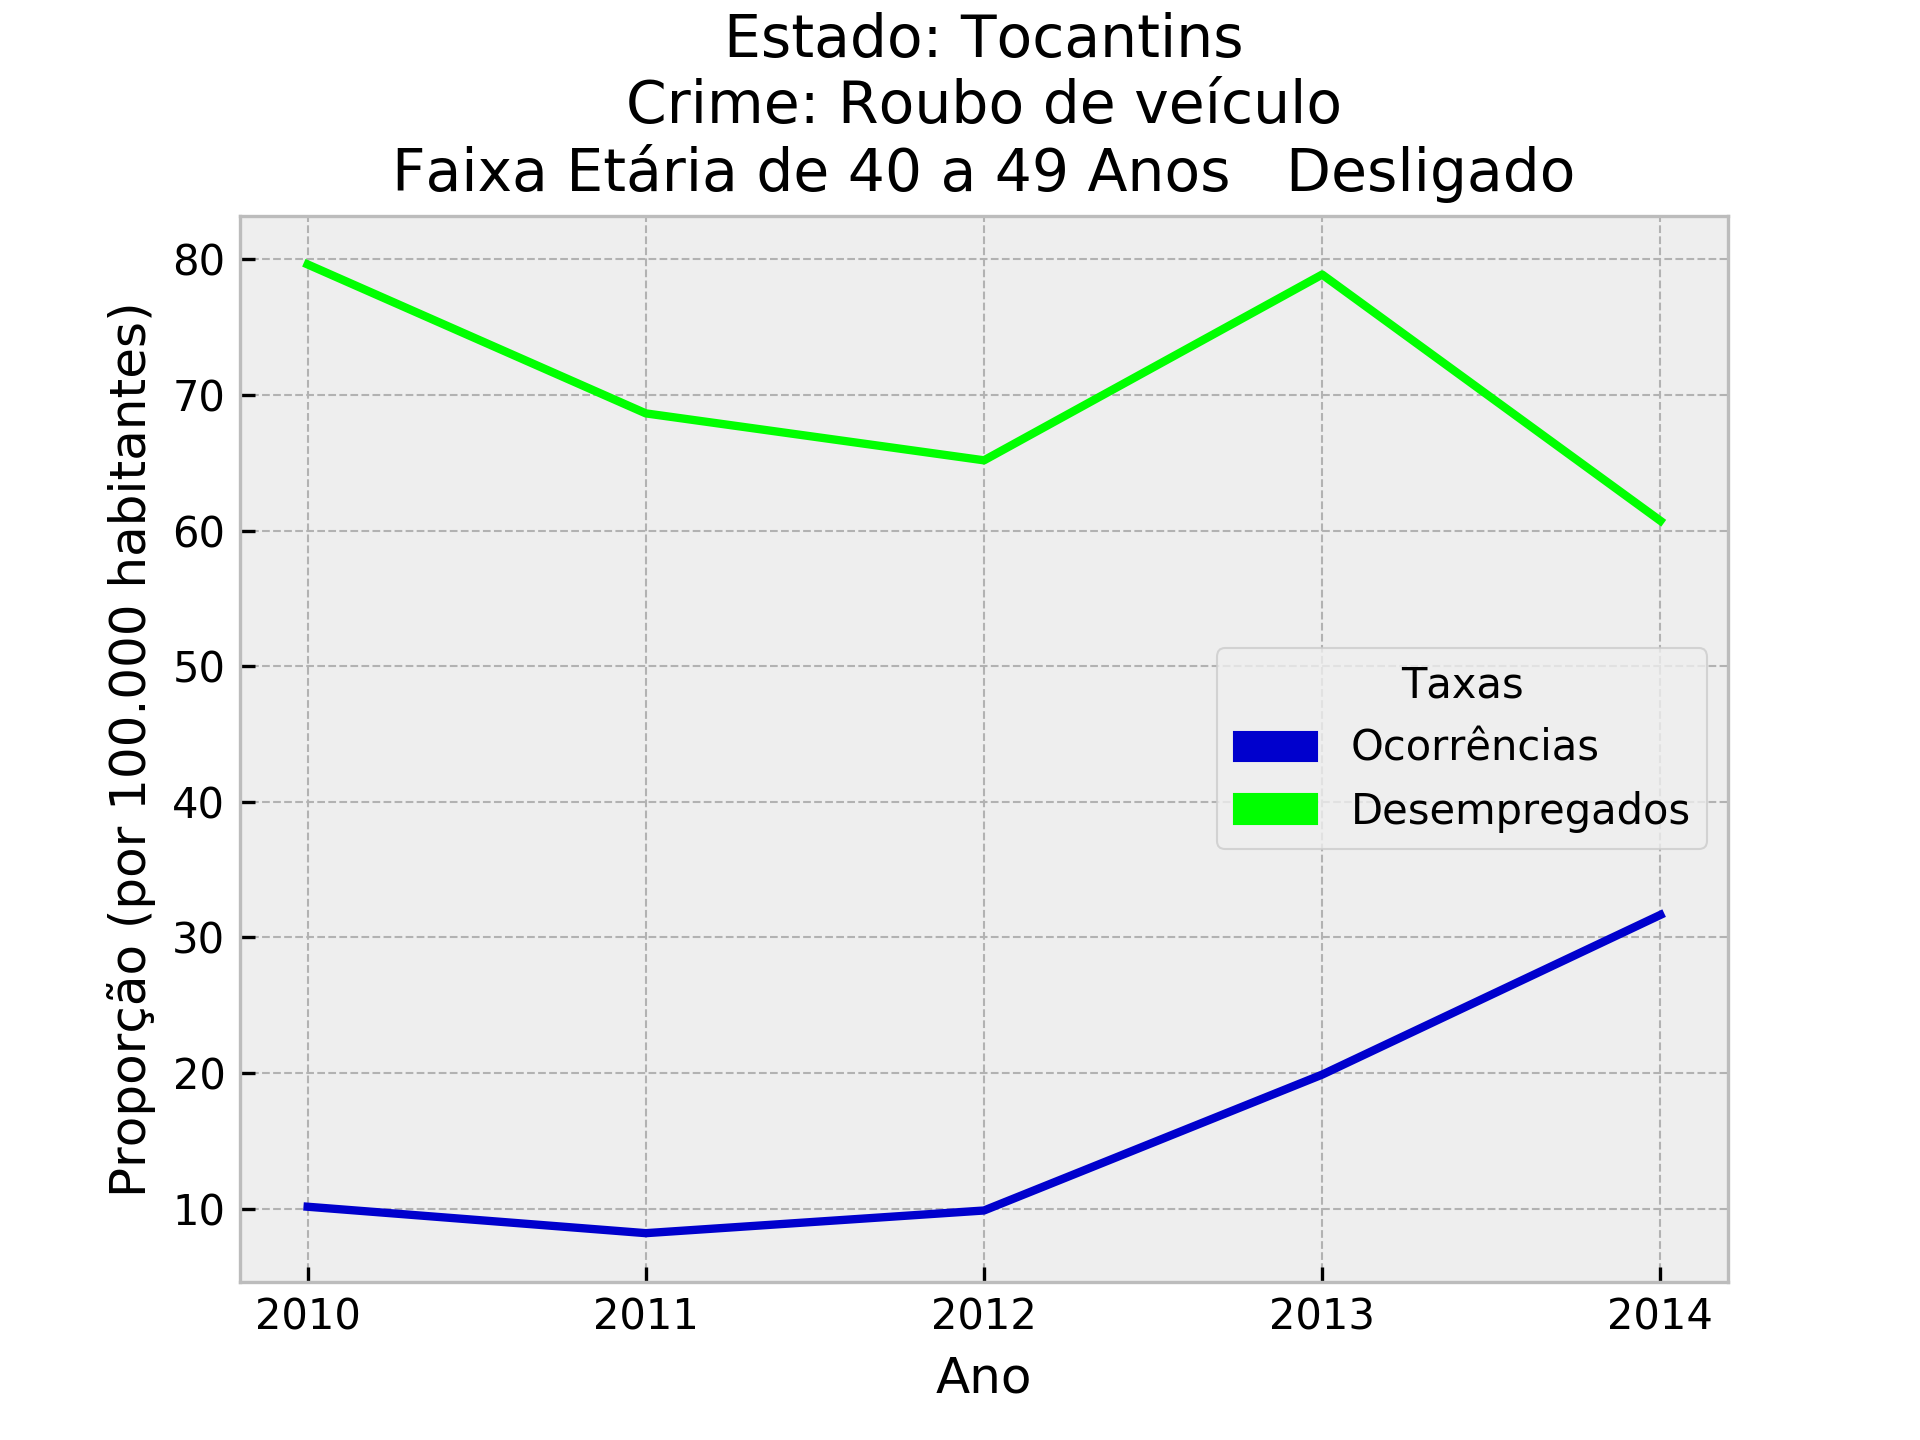 Estado: Tocantins
Crime: Roubo de veículo
Faixa Etária de 40 a 49 Anos   Desligado
Proporção (por 100.000 habitantes)
80
70
60
50
40
30
20
10
Taxas
Ocorrências
Desempregados
2010 2011 2012 2013 2014
Ano